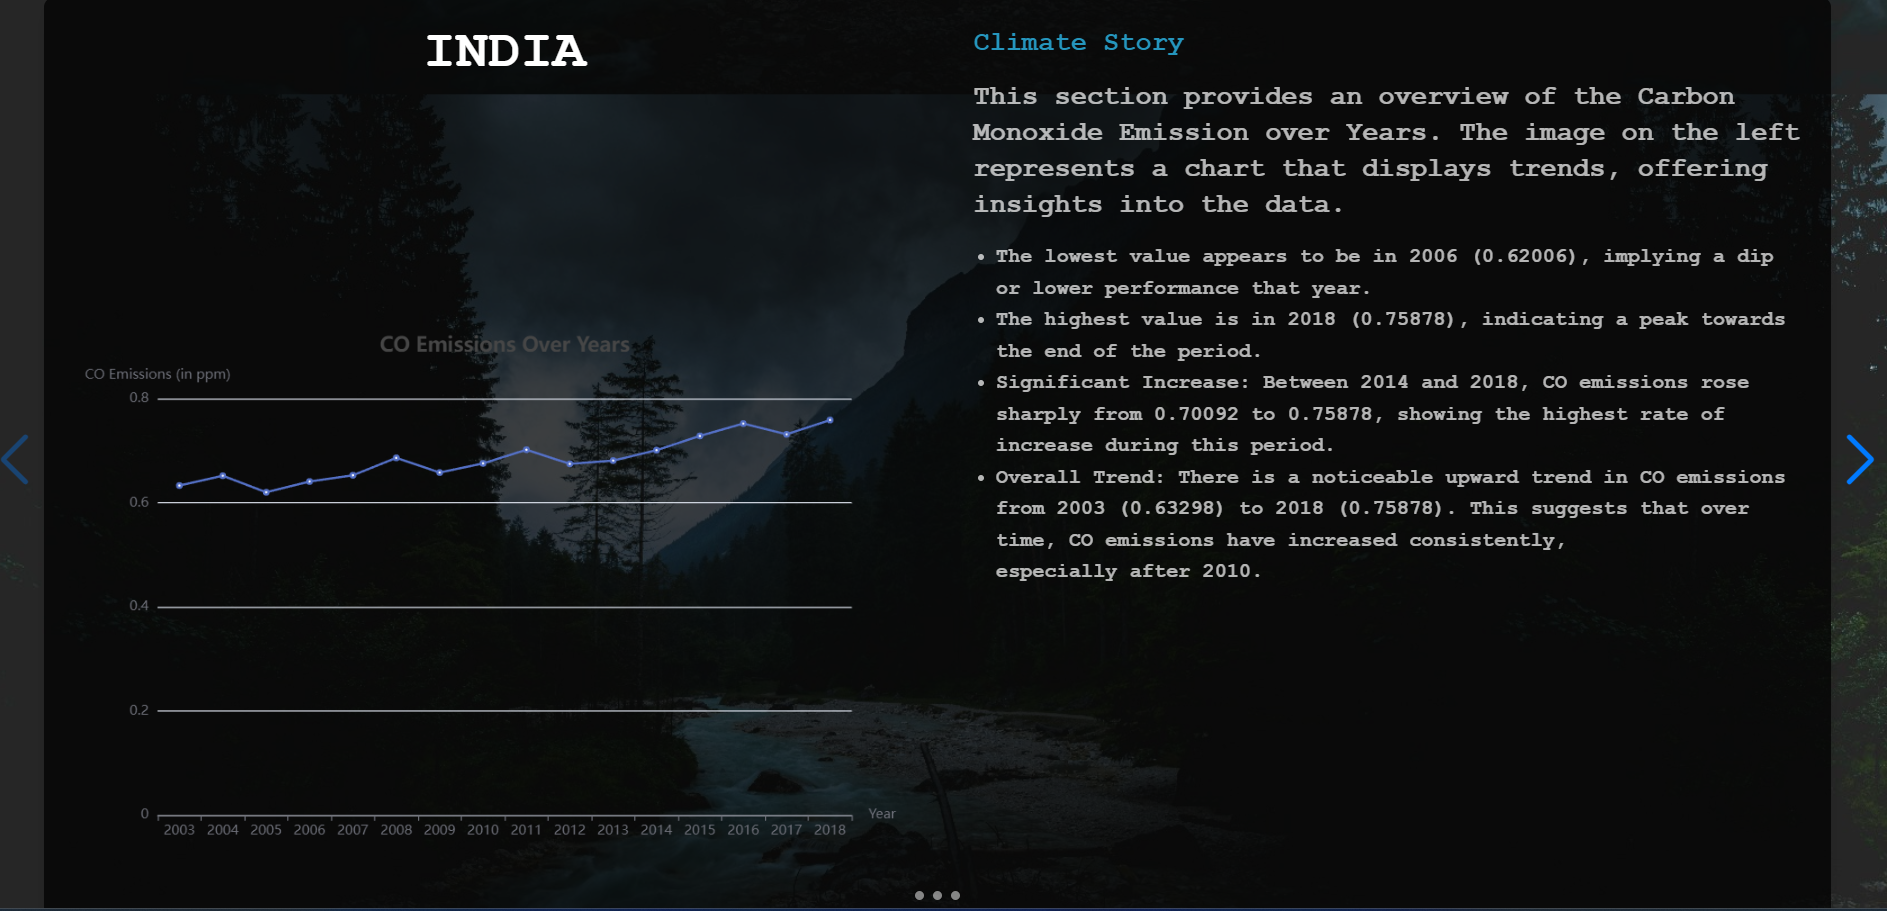 INDIA
CO Emissions Over Years
CO Emissions (in ppm)
0.8
0.6
0.4
0.2
0
Year
2003 2004 2005 2006 2007 2008 2009 2010 2011 2012 2013 2014 2015 2016 2017 2018
Climate Story
This section provides an overview of the Carbon
Monoxide Emission over Years. The image on the left
represents a chart that displays trends, offering
insights into the data.
• The lowest value appears to be in 2006 (0.62006), implying a dip
or lower performance that year.
• The highest value is in 2018 (0.75878), indicating a peak towards
the end of the period.
• Significant Increase: Between 2014 and 2018, CO emissions rose
sharply from 0.70092 to 0.75878, showing the highest rate of
increase during this period.
• Overall Trend: There is a noticeable upward trend in CO emissions
from 2003 (0.63298) to 2018 (0.75878). This suggests that over
time, CO emissions have increased consistently,
especially after 2010.